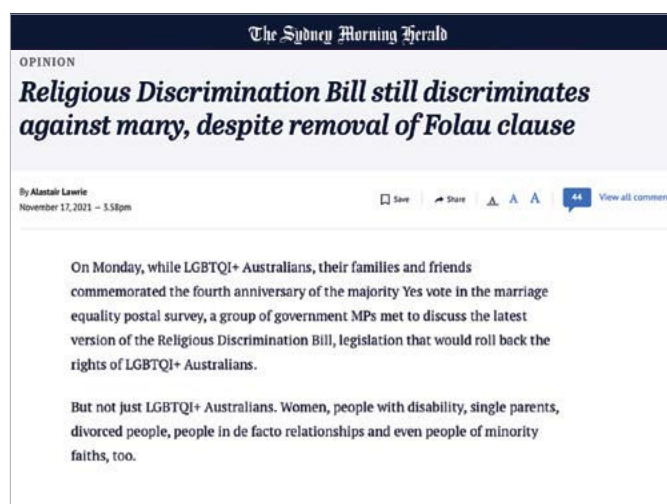 The Sydney Morning Herald
OPINION
Religious Discrimination Bill still discriminates
against many, despite removal of Folau clause
By Alastair Lawrie
November 17, 2021 — 3.58pm
Save
Share
A A A
44
View all commen
On Monday, while LGBTQI+ Australians, their families and friends
commemorated the fourth anniversary of the majority Yes vote in the marriage
equality postal survey, a group of government MPs met to discuss the latest
version of the Religious Discrimination Bill, legislation that would roll back the
rights of LGBTQI+ Australians.
But not just LGBTQI+ Australians. Women, people with disability, single parents,
divorced people, people in de facto relationships and even people of minority
faiths, too.